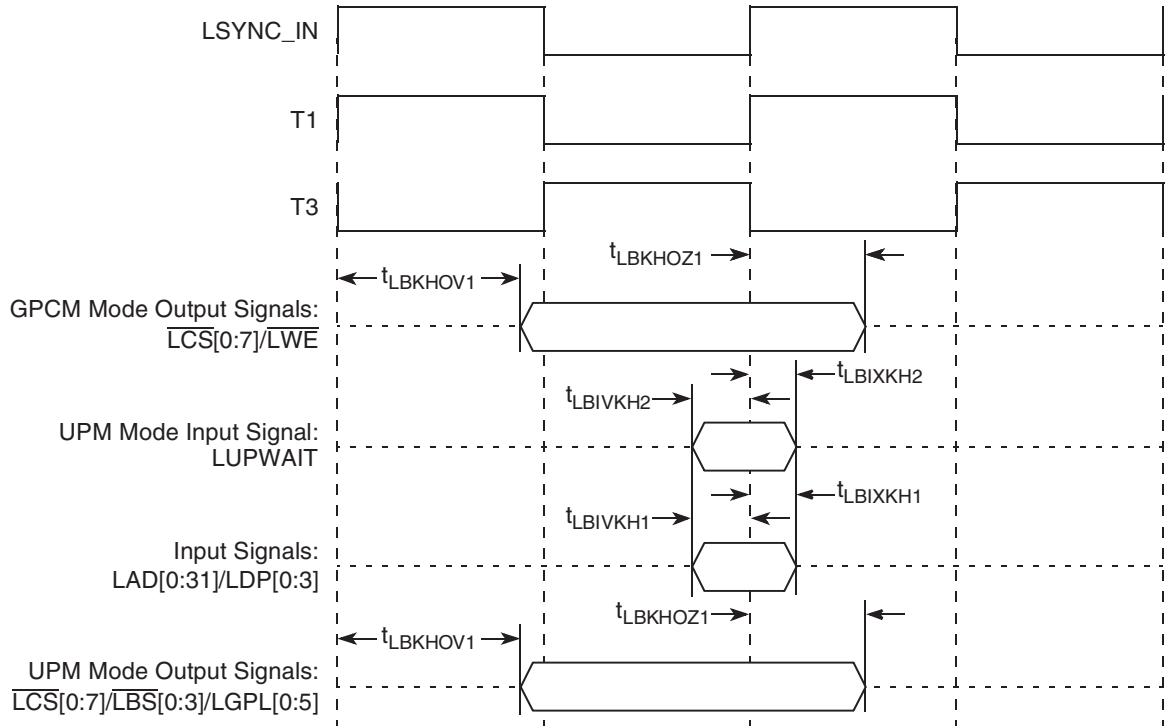 LSYNC_IN
T1
T3
tLBKHOZ1
tLBKHOV1
GPCM Mode Output Signals:
LCS[0:7]/LWE
tLBIXKH2
tLBIVKH2
UPM Mode Input Signal:
LUPWAIT
tLBIXKH1
tLBIVKH1
Input Signals:
LAD[0:31]/LDP[0:3]
tLBKHOZ1
tLBKHOV1
UPM Mode Output Signals:
LCS[0:7]/LBS[0:3]/LGPL[0:5]